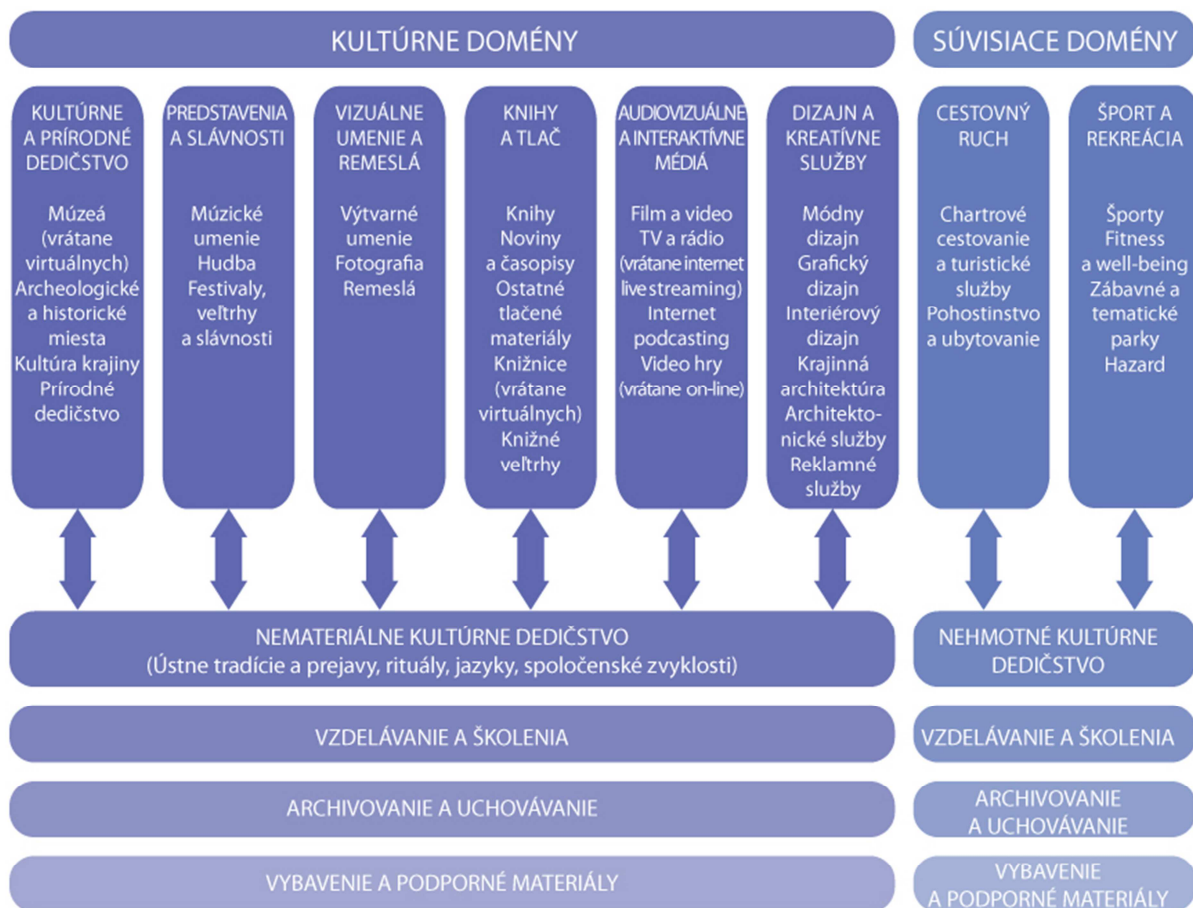 KULTÚRNE DOMÉNY
SÚVISIACE DOMÉNY
KULTÚRNE
A PRÍRODNÉ
DEDIČSTVO
Múzeá
(vrátane
virtuálnych)
Archeologické
a historické
miesta
Kultúra krajiny
Prírodné
dedičstvo
PREDSTAVENIA
A SLÁVNOSTI
Múzické
umenie
Hudba
Festivaly,
veľtrhy
a slávnosti
VIZUÁLNE
UMENIE A
REMESLÁ
Výtvarné
umenie
Fotografia
Remeslá
KNIHY
A TLAČ
Knihy
Noviny
a časopisy
Ostatné
tlačené
materiály
Knižnice
(vrátane
virtuálnych)
Knižné
veľtrhy
AUDIOVIZUÁLNE
A INTERAKTÍVNE
MÉDIÁ
Film a video
TV a rádio
(vrátane internet
live streaming)
Internet
podcasting
Video hry
(vrátane on-line)
DIZAJN A
KREATÍVNE
SLUŽBY
Módny
dizajn
Grafický
dizajn
Interiérový
dizajn
Krajinná
architektúra
Architekto-
nické služby
Reklamné
služby
CESTOVNÝ
RUCH
Chartrové
cestovanie
a turistické
služby
Pohostinstvo
a ubytovanie
ŠPORT A
REKREÁCIA
Športy
Fitness
a well-being
Zábavné a
tematické
parky
Hazard
NEMATERIÁLNE KULTÚRNE DEDIČSTVO
(Ústne tradície a prejavy, rituály, jazyky, spoločenské zvyklosti)
NEHMOTNÉ KULTÚRNE
DEDIČSTVO
VZDELÁVANIE A ŠKOLENIA
VZDELÁVANIE A ŠKOLENIA
ARCHIVOVANIE A UCHOVÁVANIE
ARCHIVOVANIE
A UCHOVÁVANIE
VYBAVENIE A PODPORNÉ MATERIÁLY
VYBAVENIE
A PODPORNÉ MATERIÁLY